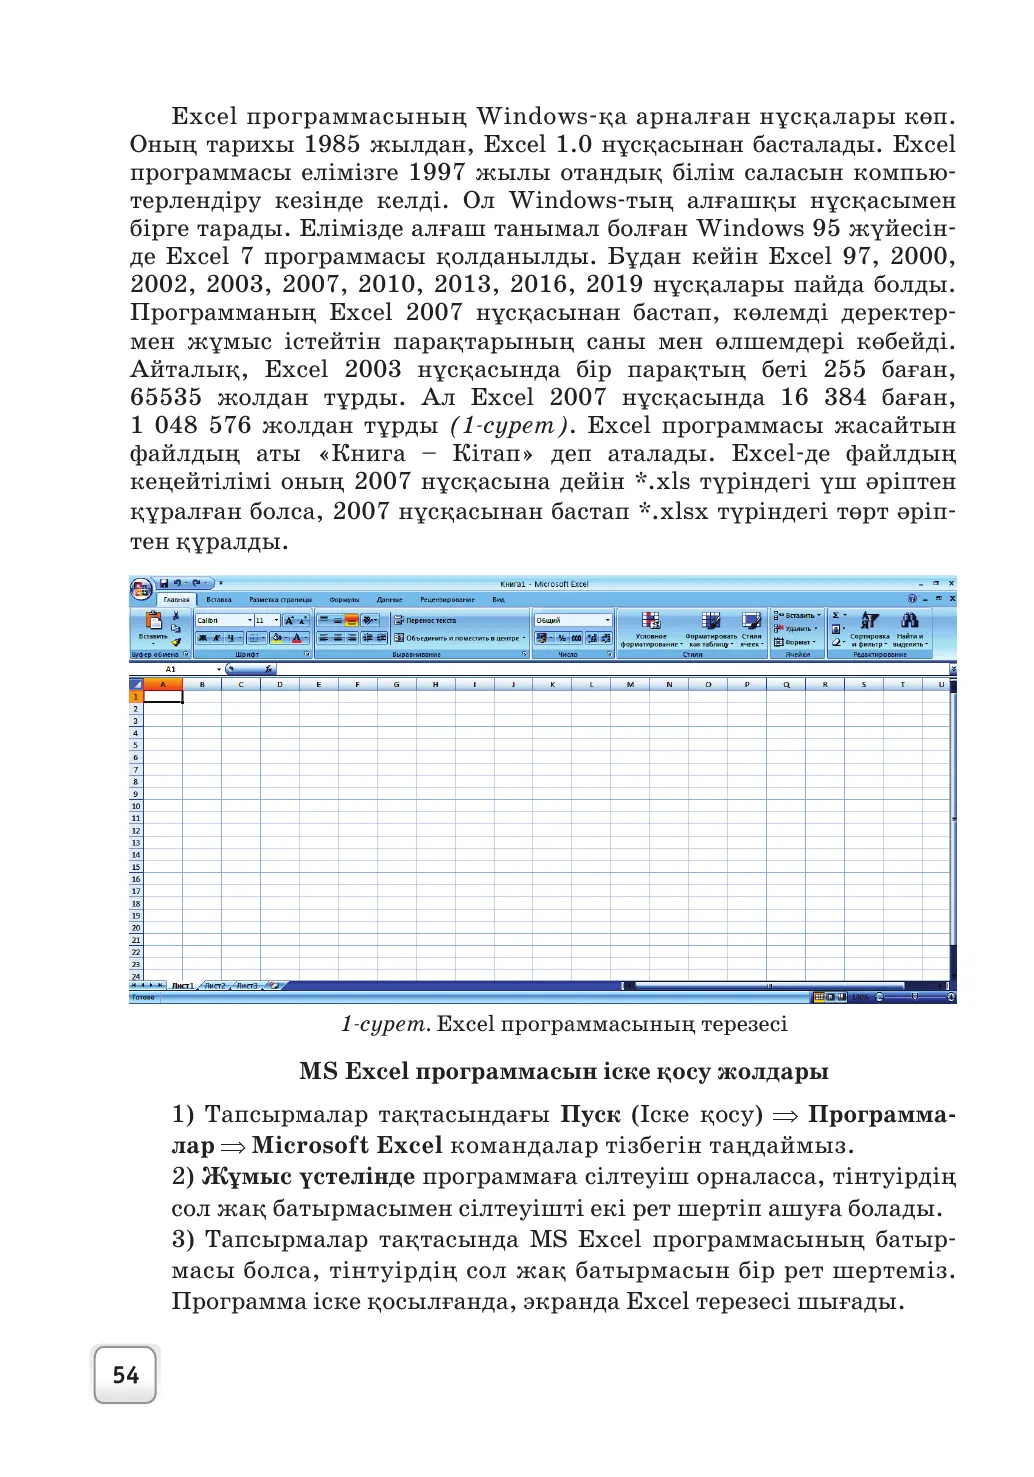 Excel программасының Windows-қа арналған нұсқалары көп.
Оның тарихы 1985 жылдан, Excel 1.0 нұсқасынан басталады. Excel
программасы елімізге 1997 жылы отандық білім саласын компью-
терлендіру кезінде келді. Ол Windows-тың алғашқы нұсқасымен
бірге тарады. Елімізде алғаш танымал болған Windows 95 жүйесін-
де Excel 7 программасы қолданылды. Бұдан кейін Excel 97, 2000,
2002, 2003, 2007, 2010, 2013, 2016, 2019 нұсқалары пайда болды.
Программаның Excel 2007 нұсқасынан бастап, көлемді деректер-
мен жұмыс істейтін парақтарының саны мен өлшемдері көбейді.
Айталық, Excel 2003 нұсқасында бір парақтың беті 255 баған,
65535 жолдан тұрды. Ал Excel 2007 нұсқасында 16 384 баған,
1 048 576 жолдан тұрды (1-сурет). Excel программасы жасайтын
файлдың аты «Книга – Кітап» деп аталады. Excel-де файлдың
кеңейтілімі оның 2007 нұсқасына дейін *.xls түріндегі үш әріптен
құралған болса, 2007 нұсқасынан бастап *.xlsx түріндегі төрт әріп-
тен құралды.
Книга1 - Microsoft Excel
Главная Вставка Разметка страницы Формулы Данные Рецензирование Вид
Calibri 11 Перенос текста Общий Вставить Σ
Вставить Ж К Ч Объединить и поместить в центре % 000 Условное форматирование Форматировать как таблицу Стили ячеек Удалить Формат Сортировка и фильтр Найти и выделить
Буфер обмена Шрифт Выравнивание Число Стили Ячейки Редактирование
A1 fx
A B C D E F G H I J K L M N O P Q R S T U
1
2
3
4
5
6
7
8
9
10
11
12
13
14
15
16
17
18
19
20
21
22
23
24
Лист1 Лист2 Лист3
Готово 100%
1-сурет. Excel программасының терезесі
MS Excel программасын іске қосу жолдары
1) Тапсырмалар тақтасындағы Пуск (Іске қосу) ⇒ Программа-
лар ⇒ Microsoft Excel командалар тізбегін таңдаймыз.
2) Жұмыс үстелінде программаға сілтеуіш орналасса, тінтуірдің
сол жақ батырмасымен сілтеуішті екі рет шертіп ашуға болады.
3) Тапсырмалар тақтасында MS Excel программасының батыр-
масы болса, тінтуірдің сол жақ батырмасын бір рет шертеміз.
Программа іске қосылғанда, экранда Excel терезесі шығады.
54